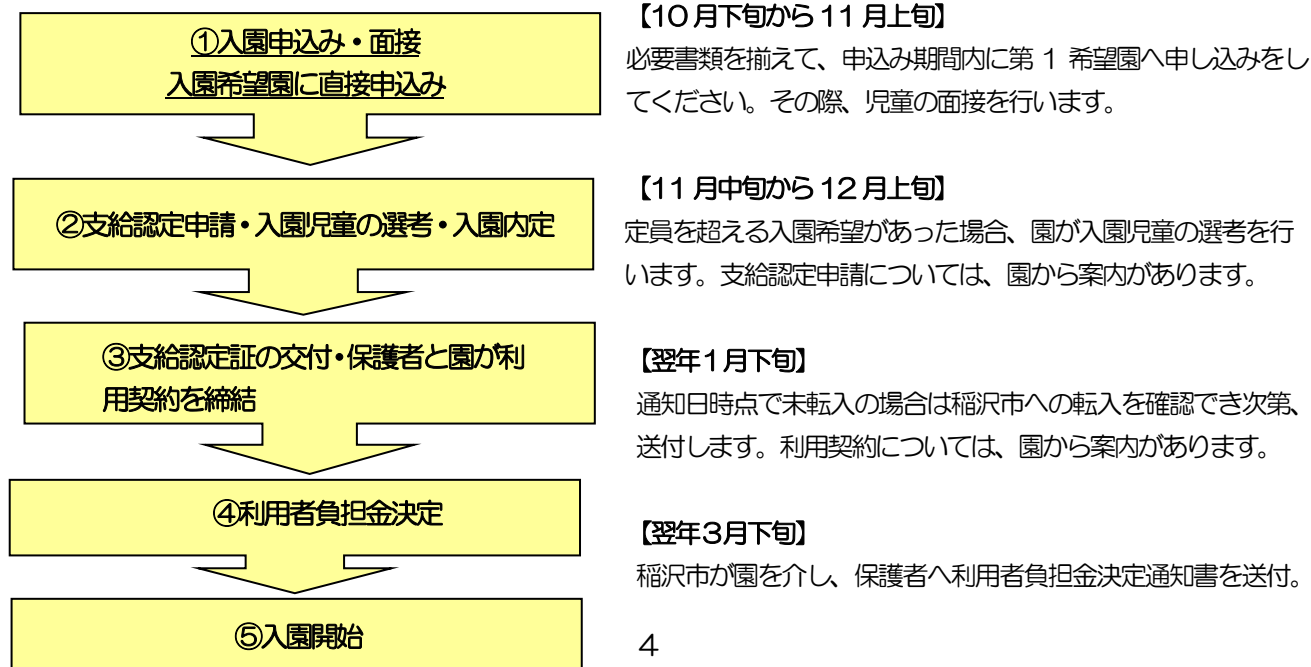 ①入園申込み・面接
入園希望園に直接申込み
【10月下旬から11月上旬】
必要書類を揃えて、申込み期間内に第 1 希望園へ申し込みをし
てください。その際、児童の面接を行います。
②支給認定申請・入園児童の選考・入園内定
【11月中旬から12月上旬】
定員を超える入園希望があった場合、園が入園児童の選考を行
います。支給認定申請については、園から案内があります。
③支給認定証の交付・保護者と園が利
用契約を締結
【翌年1月下旬】
通知日時点で未転入の場合は稲沢市への転入を確認でき次第、
送付します。利用契約については、園から案内があります。
④利用者負担金決定
【翌年3月下旬】
稲沢市が園を介し、保護者へ利用者負担金決定通知書を送付。
⑤入園開始
4